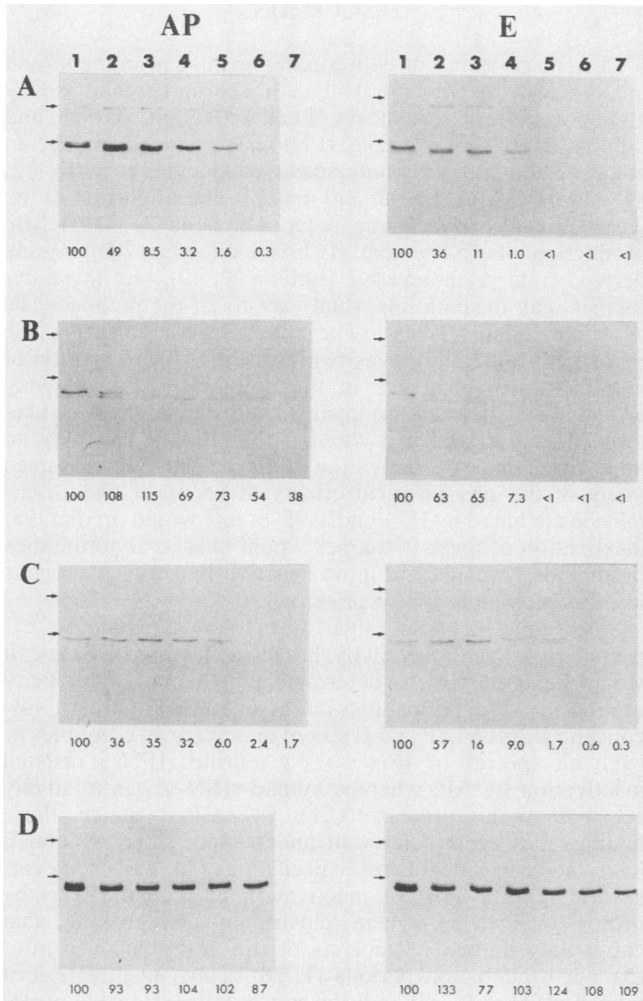 AP E
1 2 3 4 5 6 7 1 2 3 4 5 6 7
A
100 49 8.5 3.2 1.6 0.3 100 36 11 1.0 <1 <1 <1
B
100 108 115 69 73 54 38 100 63 65 7.3 <1 <1 <1
C
100 36 35 32 6.0 2.4 1.7 100 57 16 9.0 1.7 0.6 0.3
D
100 93 93 104 102 87 100 133 77 103 124 108 109